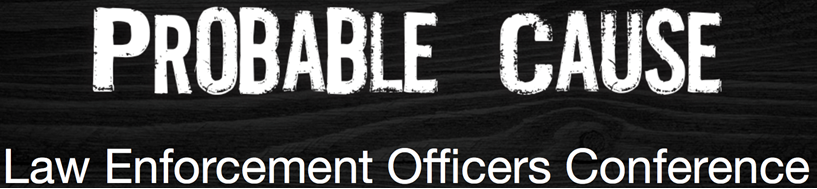 PROBABLE CAUSE
Law Enforcement Officers Conference